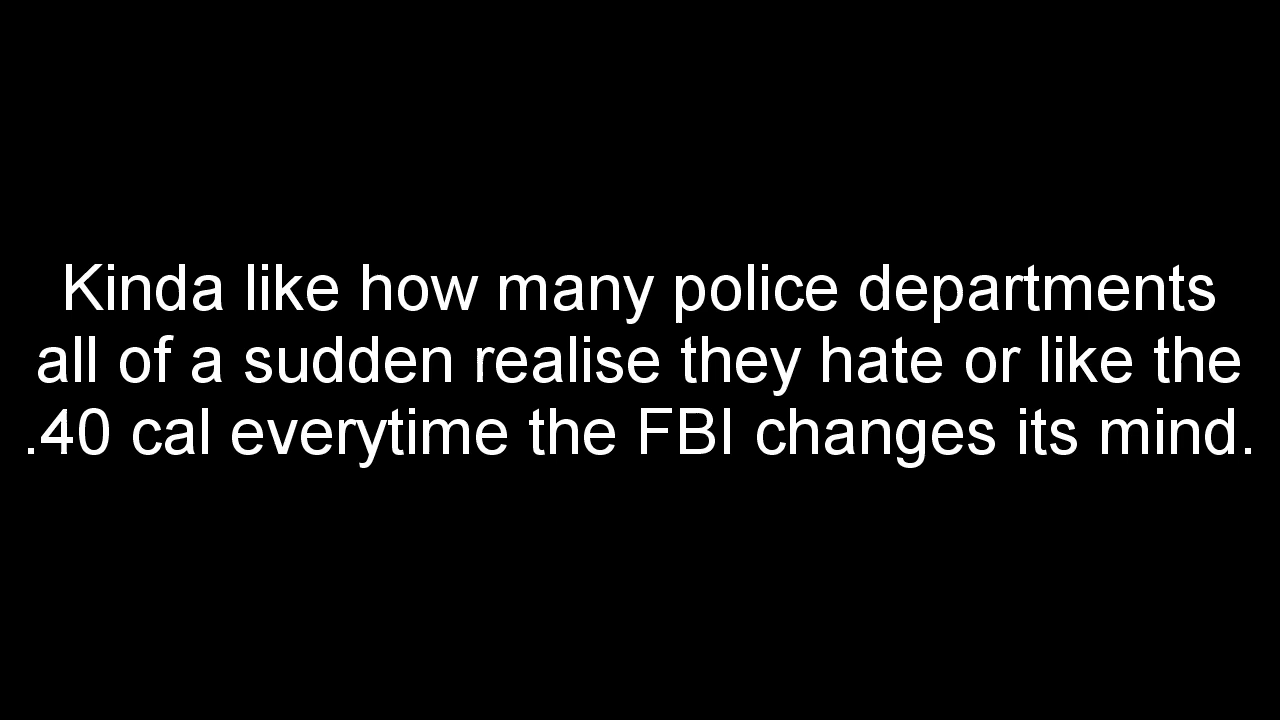 Kinda like how many police departments
all of a sudden realise they hate or like the
.40 cal everytime the FBI changes its mind.